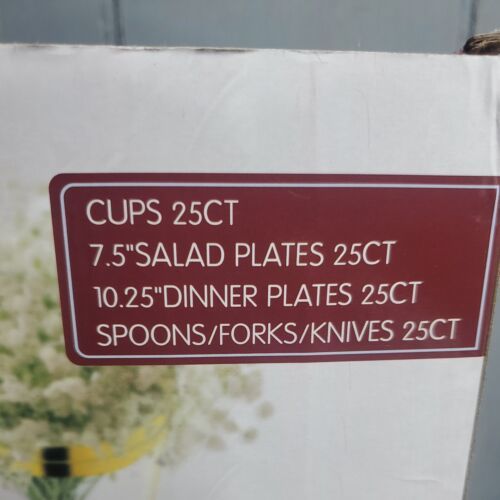 CUPS 25CT
7.5"SALAD PLATES 25CT
10.25"DINNER PLATES 25CT
SPOONS/FORKS/KNIVES 25CT